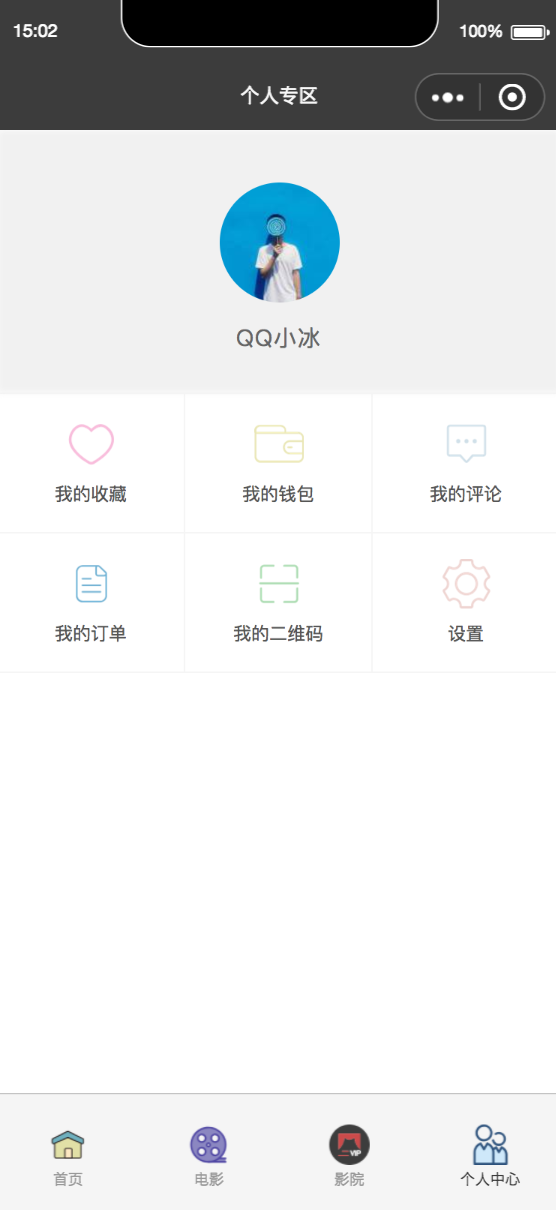 15:02
100%
个人专区
QQ小冰
我的收藏
我的钱包
我的评论
我的订单
我的二维码
设置
VIP
首页
电影
影院
个人中心